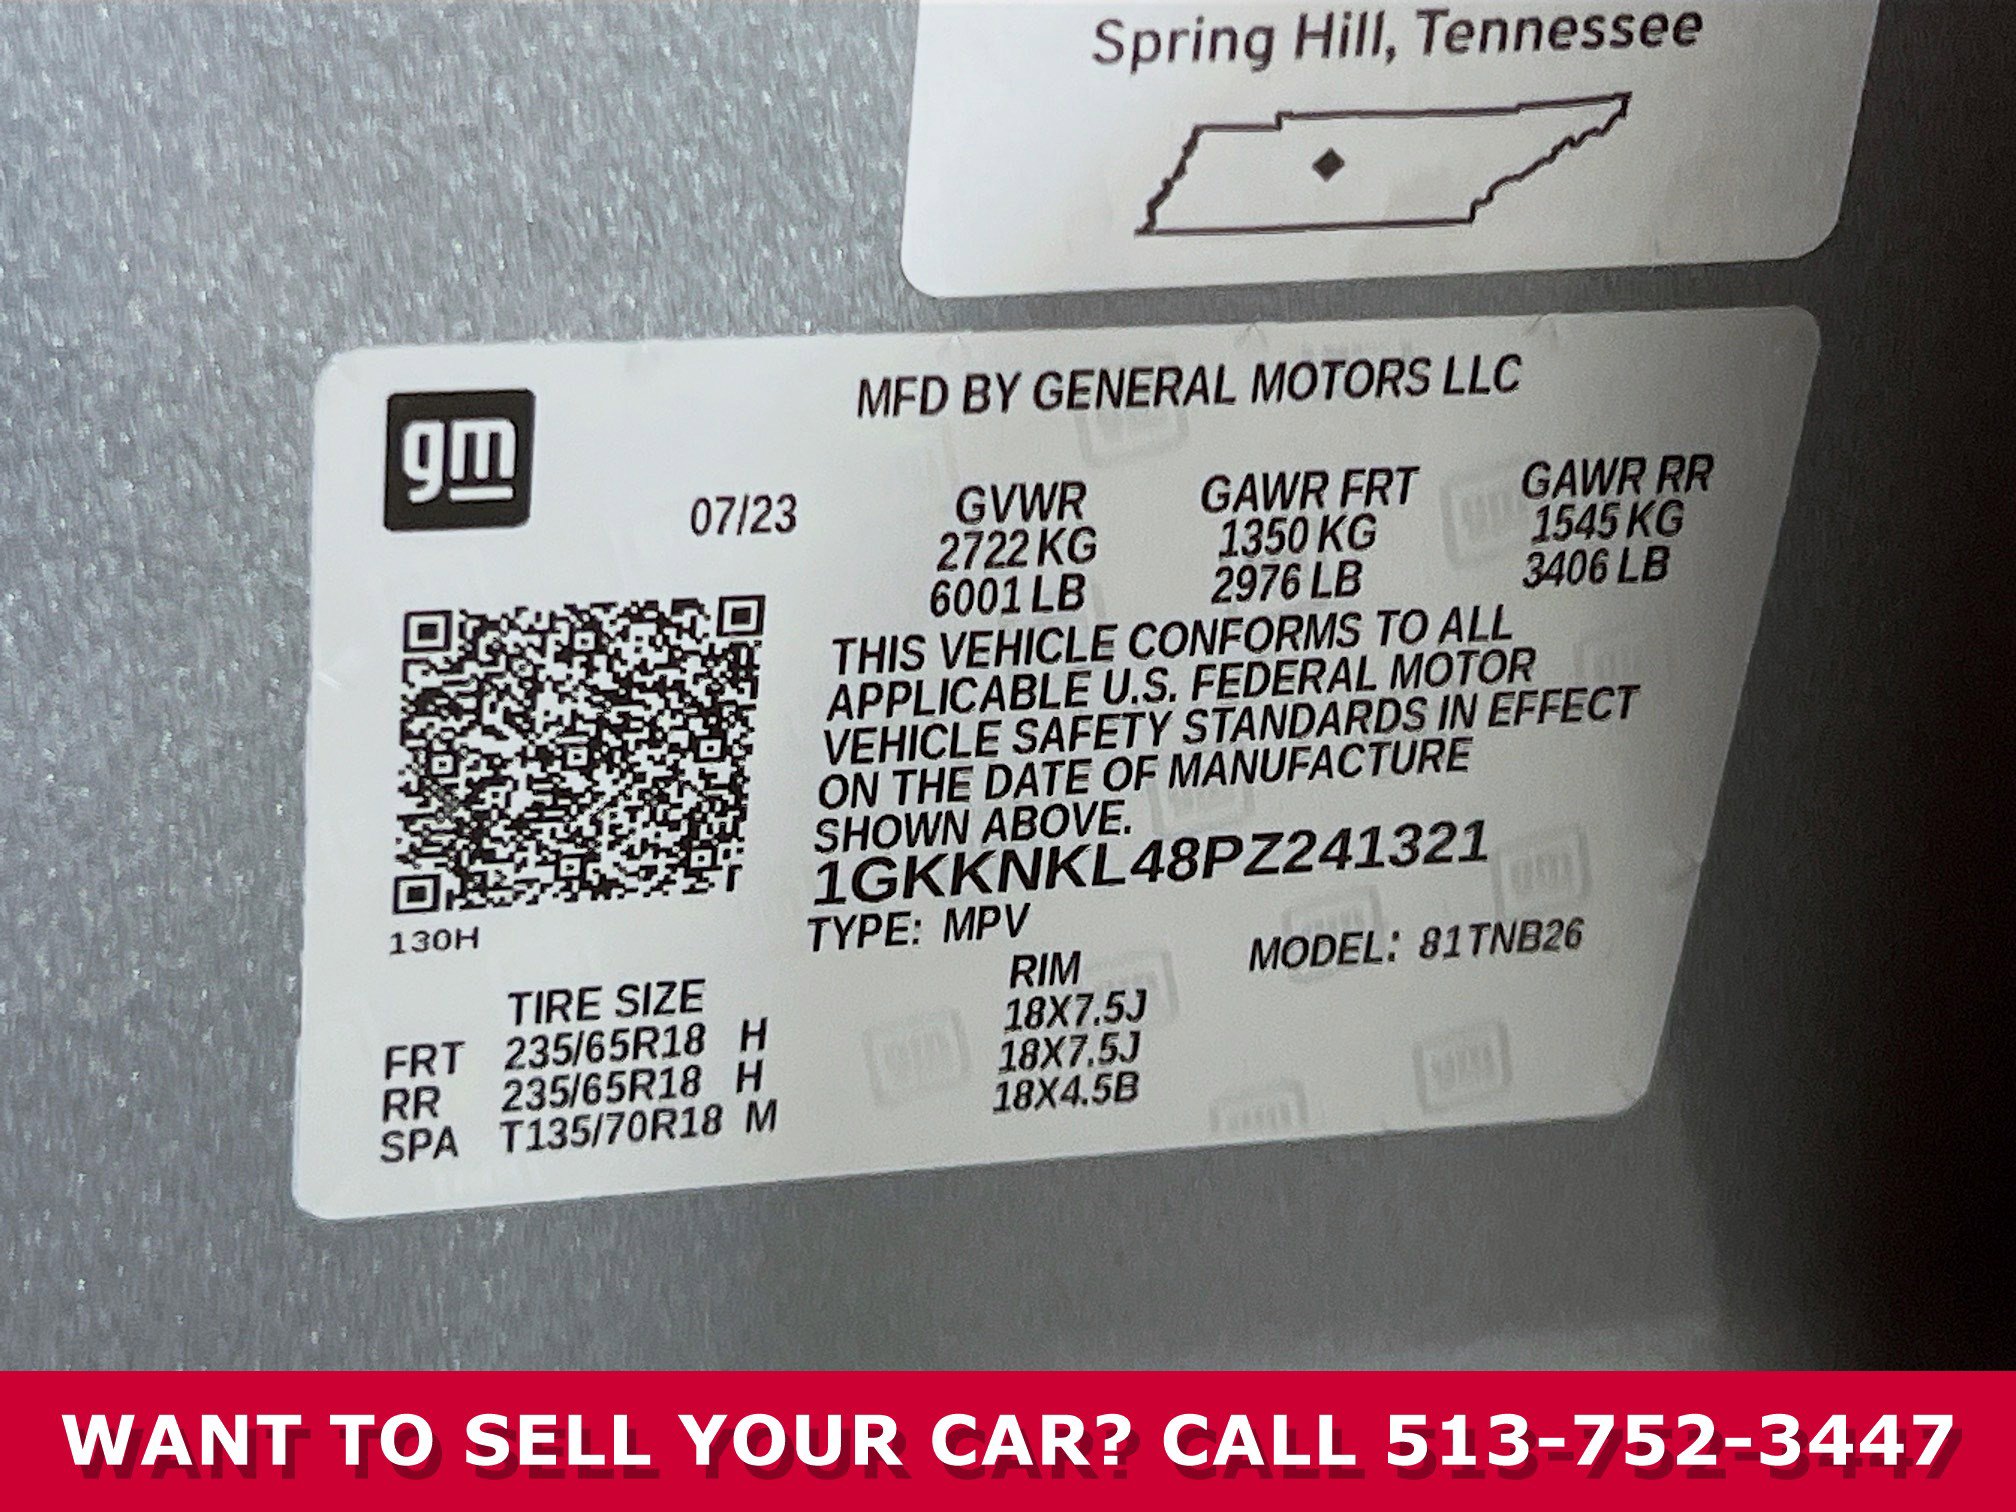 Spring Hill, Tennessee
gm
MFD BY GENERAL MOTORS LLC
07/23
GVWR GAWR FRT GAWR RR
2722 KG 1350 KG 1545 KG
6001 LB 2976 LB 3406 LB
THIS VEHICLE CONFORMS TO ALL
APPLICABLE U.S. FEDERAL MOTOR
VEHICLE SAFETY STANDARDS IN EFFECT
ON THE DATE OF MANUFACTURE
SHOWN ABOVE.
1GKKNKL48PZ241321
130H
TYPE: MPV MODEL: 81TNB26
TIRE SIZE RIM
FRT 235/65R18 H 18X7.5J
RR 235/65R18 H 18X7.5J
SPA T135/70R18 M 18X4.5B
WANT TO SELL YOUR CAR? CALL 513-752-3447